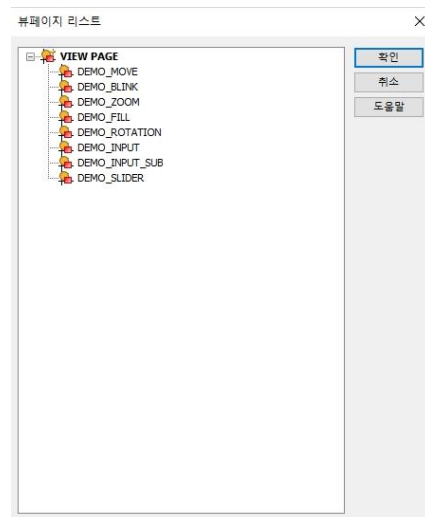 뷰페이지 리스트
VIEW PAGE
DEMO_MOVE
DEMO_BLINK
DEMO_ZOOM
DEMO_FILL
DEMO_ROTATION
DEMO_INPUT
DEMO_INPUT_SUB
DEMO_SLIDER
확인
취소
도움말